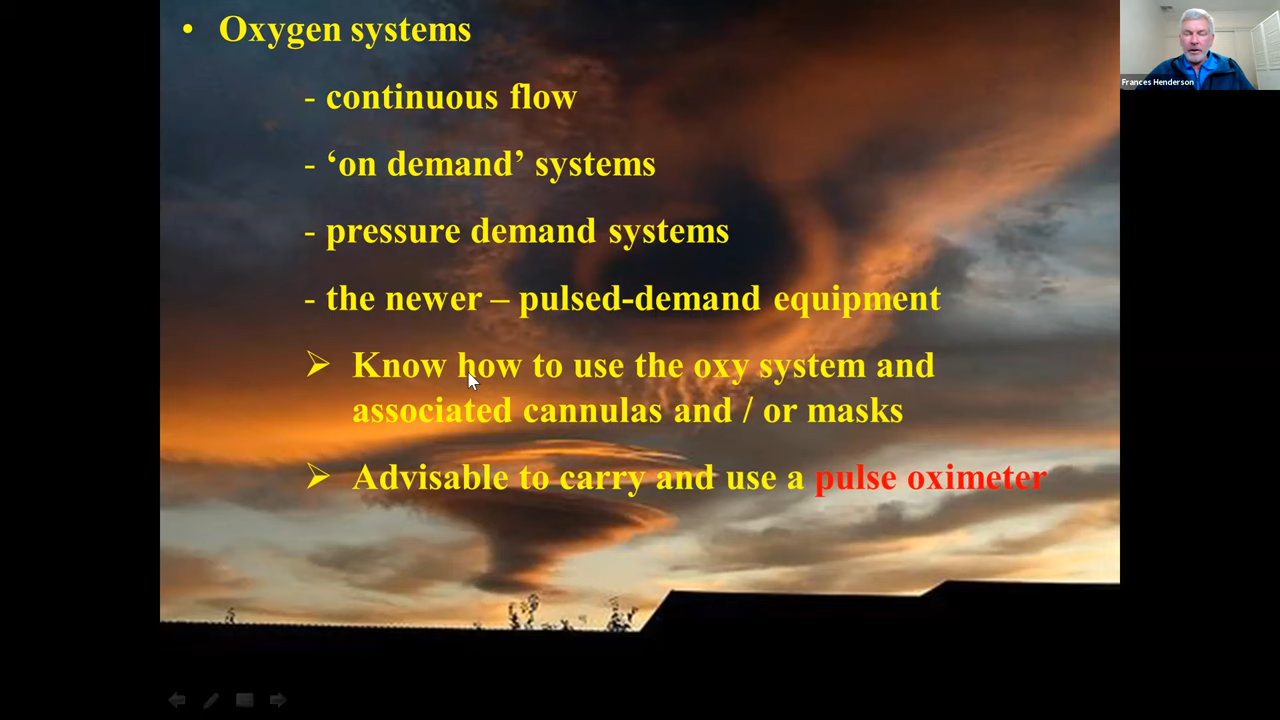 • Oxygen systems
Frances Henderson
- continuous flow
- ‘on demand’ systems
- pressure demand systems
- the newer – pulsed-demand equipment
➢ Know how to use the oxy system and
associated cannulas and / or masks
➢ Advisable to carry and use a pulse oximeter